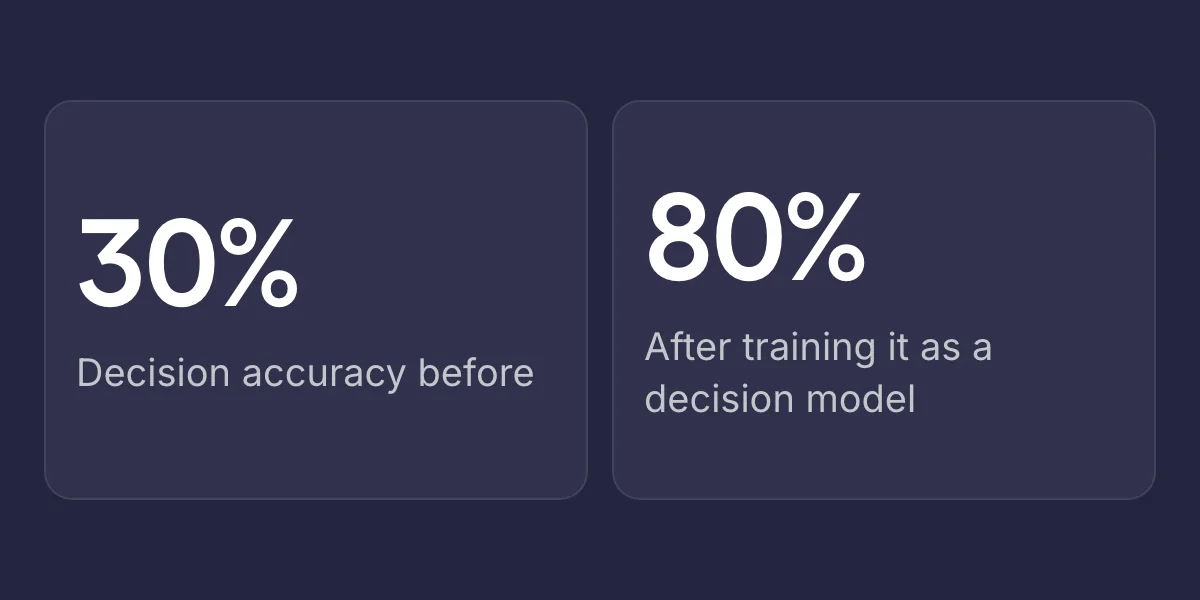 30%
Decision accuracy before
80%
After training it as a
decision model